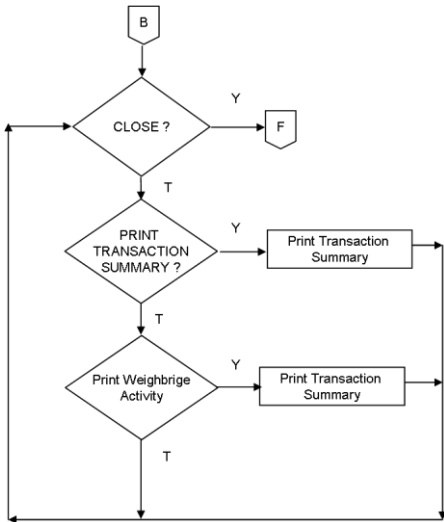 B
Y
CLOSE ?
F
T
PRINT
TRANSACTION
SUMMARY ?
Y
Print Transaction
Summary
T
Print Weighbrige
Activity
Y
Print Transaction
Summary
T